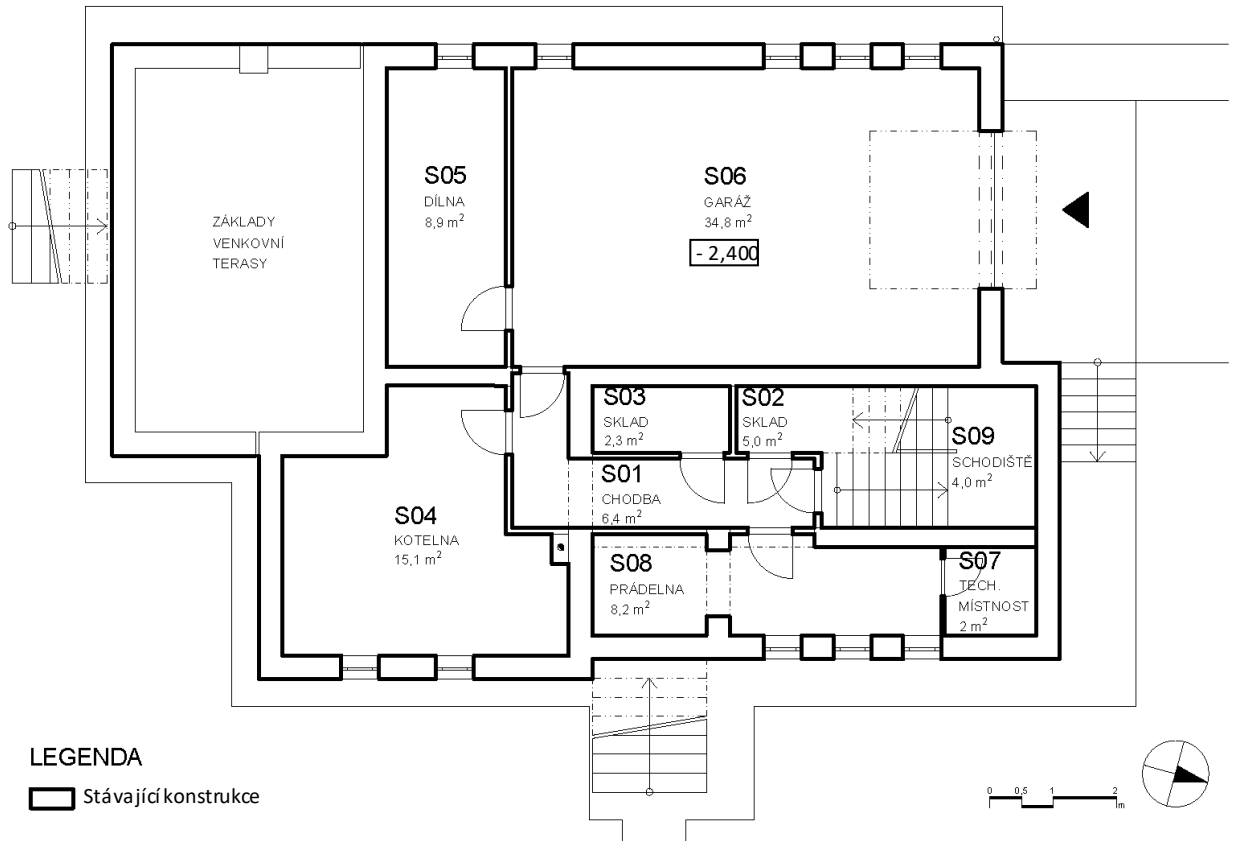 S05
DÍLNA
8,9 m²
S06
GARÁŽ
34,8 m²
- 2,400
ZÁKLADY
VENKOVNÍ
TERASY
S03
SKLAD
2,3 m²
S02
SKLAD
5,0 m²
S09
SCHODIŠTĚ
4,0 m²
S01
CHODBA
6,4 m²
S04
KOTELNA
15,1 m²
S08
PRÁDELNA
8,2 m²
S07
TECH.
MÍSTNOST
2 m²
LEGENDA
Stávající konstrukce
0 0,5 1 2
m